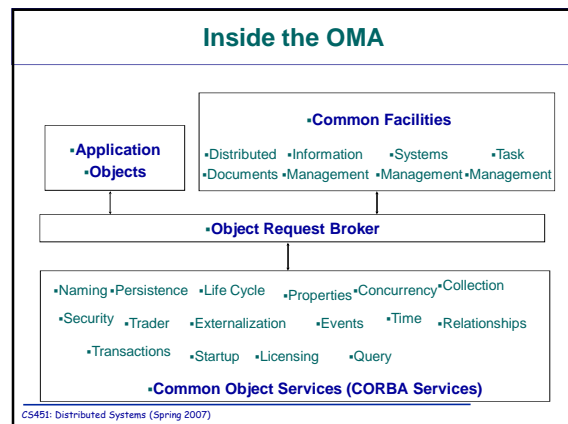 Inside the OMA
▪Common Facilities
▪Application
▪Objects
▪Distributed ▪Information ▪Systems ▪Task
▪Documents ▪Management ▪Management ▪Management
▪Object Request Broker
▪Naming ▪Persistence ▪Life Cycle ▪Properties ▪Concurrency ▪Collection
▪Security ▪Trader ▪Externalization ▪Events ▪Time ▪Relationships
▪Transactions ▪Startup ▪Licensing ▪Query
▪Common Object Services (CORBA Services)
CS451: Distributed Systems (Spring 2007)